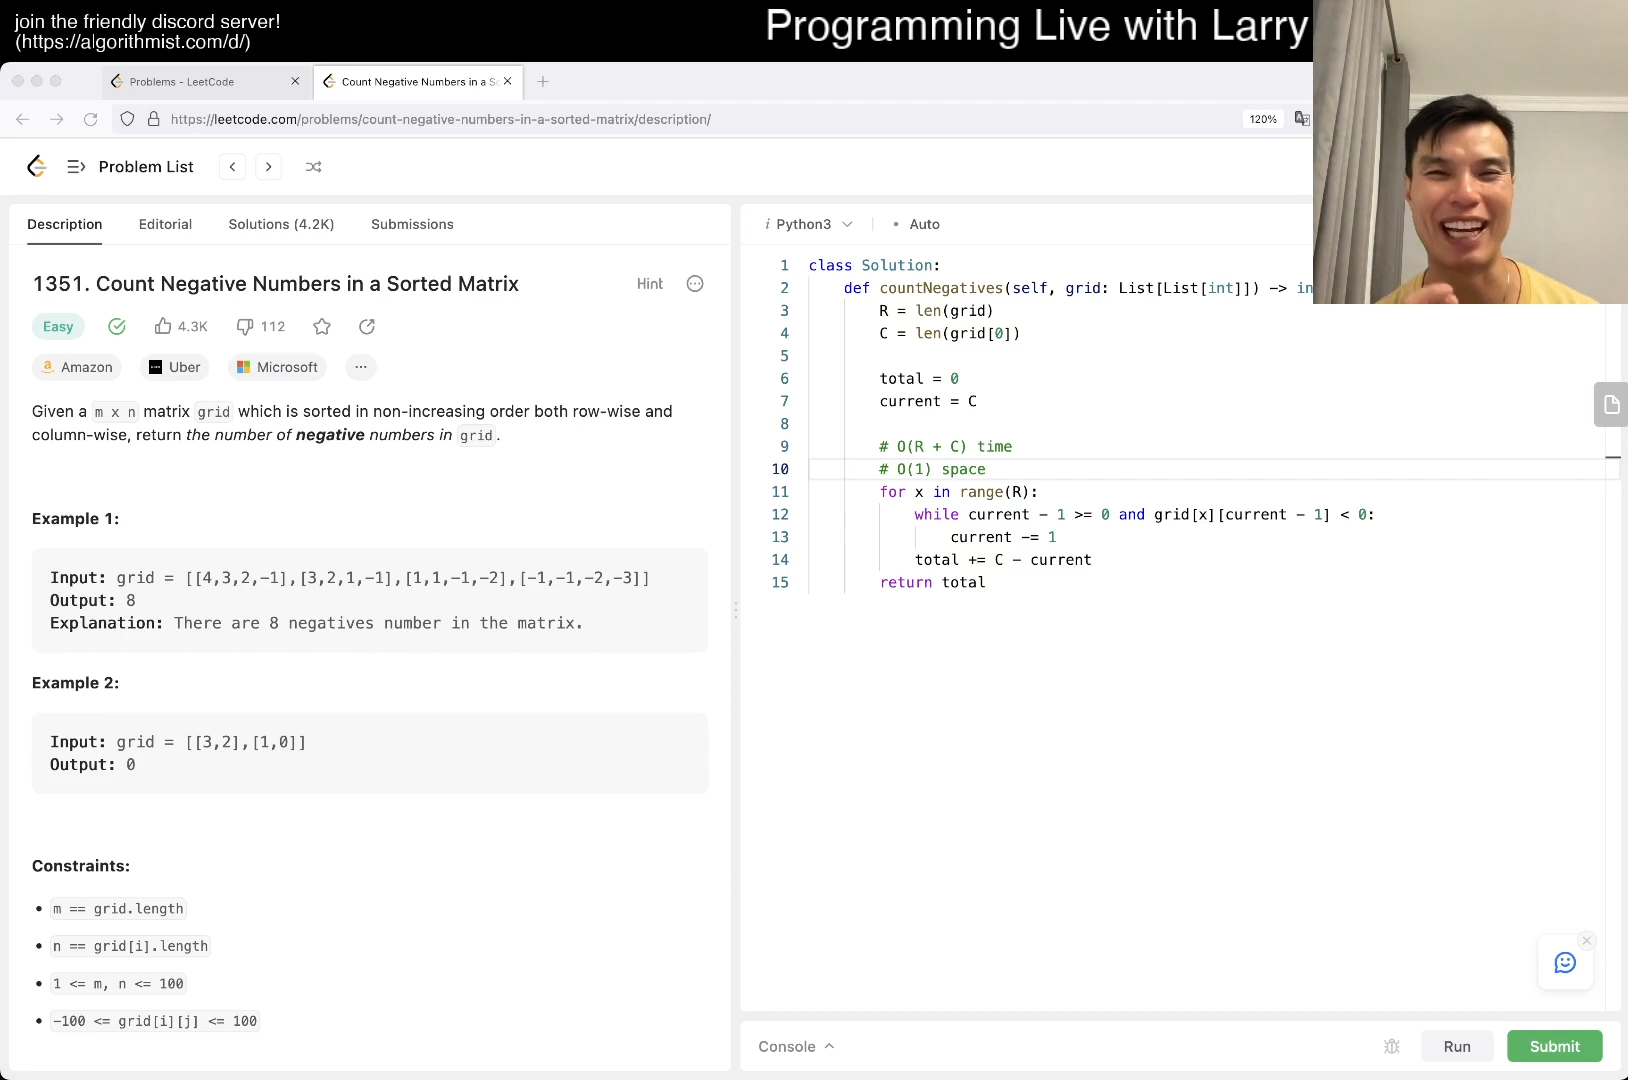 join the friendly discord server!
(https://algorithmist.com/d/)
Programming Live with Larry
Problems - LeetCode
Count Negative Numbers in a So
https://leetcode.com/problems/count-negative-numbers-in-a-sorted-matrix/description/
120%
Problem List
Description
Editorial
Solutions (4.2K)
Submissions
1351. Count Negative Numbers in a Sorted Matrix
Hint
Easy
4.3K
112
Amazon
Uber
Microsoft
...
Given a m x n matrix grid which is sorted in non-increasing order both row-wise and
column-wise, return the number of negative numbers in grid.
Example 1:
Input: grid = [[4,3,2,-1],[3,2,1,-1],[1,1,-1,-2],[-1,-1,-2,-3]]
Output: 8
Explanation: There are 8 negatives number in the matrix.
Example 2:
Input: grid = [[3,2],[1,0]]
Output: 0
Constraints:
• m == grid.length
• n == grid[i].length
• 1 <= m, n <= 100
• -100 <= grid[i][j] <= 100
i Python3
• Auto
1 class Solution:
2 def countNegatives(self, grid: List[List[int]]) -> in
3 R = len(grid)
4 C = len(grid[0])
5
6 total = 0
7 current = C
8
9 # O(R + C) time
10 # O(1) space
11 for x in range(R):
12 while current - 1 >= 0 and grid[x][current - 1] < 0:
13 current -= 1
14 total += C - current
15 return total
Console
Run
Submit